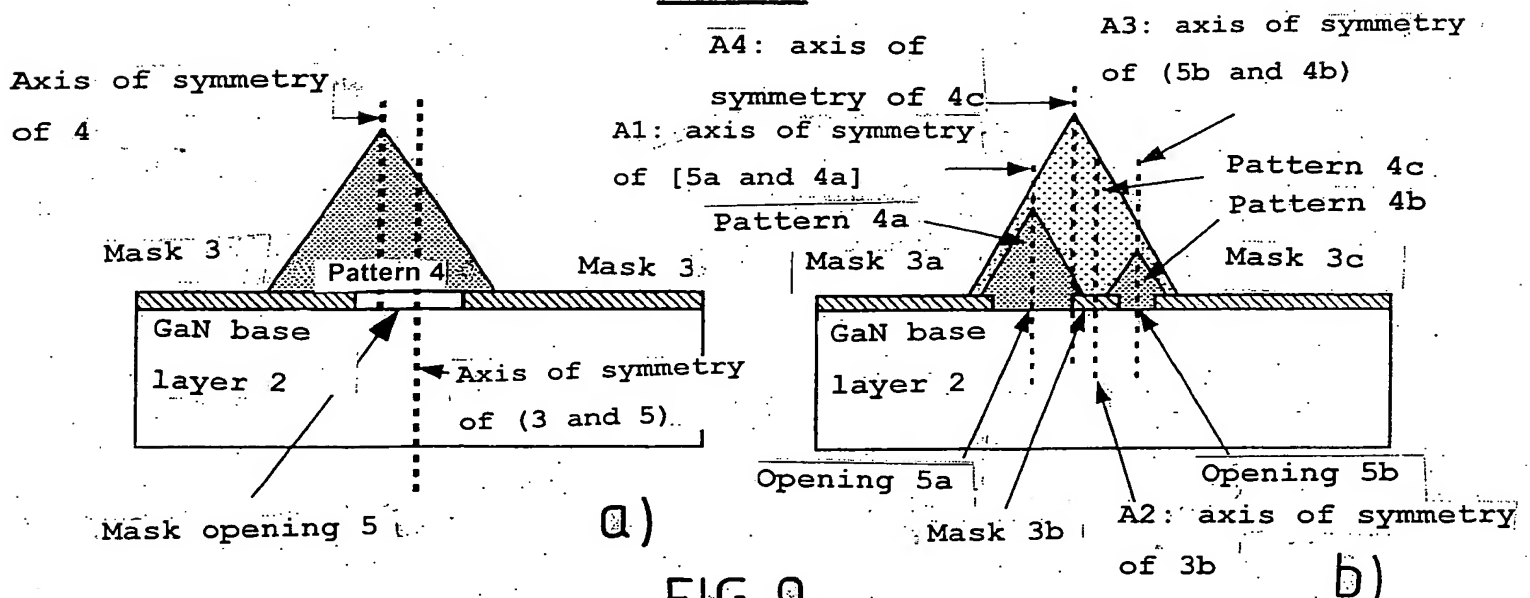 Axis of symmetry
of 4
Mask 3
Pattern 4
Mask 3
GaN base
layer 2
Axis of symmetry
of (3 and 5)
Mask opening 5
a)
A4: axis of
symmetry of 4c
A3: axis of symmetry
of (5b and 4b)
A1: axis of symmetry
of [5a and 4a]
Pattern 4c
Pattern 4b
Pattern 4a
Mask 3a
Mask 3c
GaN base
layer 2
Opening 5a
Opening 5b
Mask 3b
A2: axis of symmetry
of 3b
b)